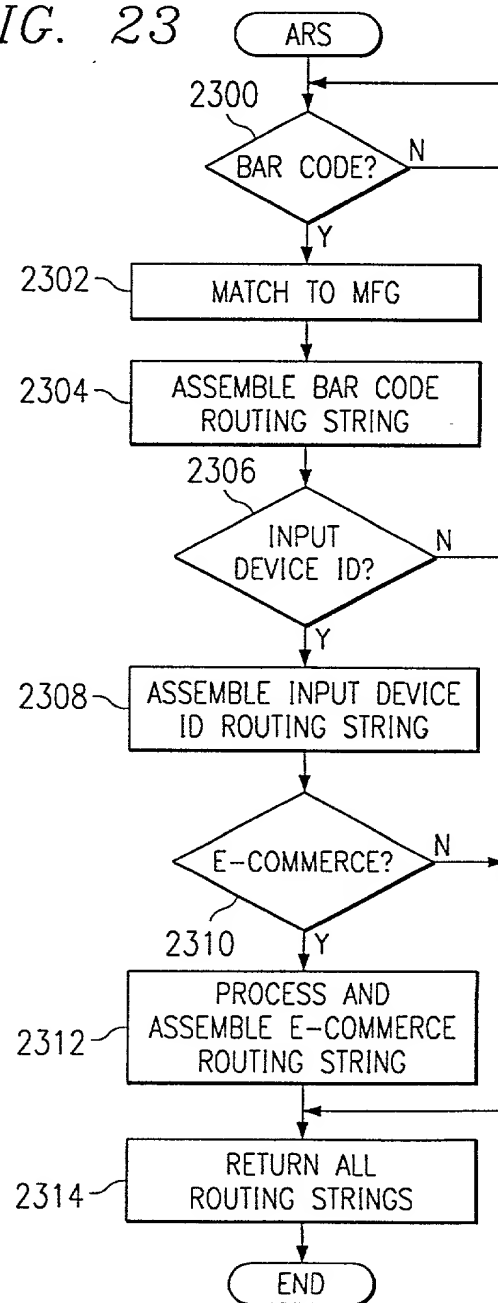 IG. 23
ARS
2300
BAR CODE?
N
Y
2302
MATCH TO MFG
2304
ASSEMBLE BAR CODE
ROUTING STRING
2306
INPUT
DEVICE ID?
N
Y
2308
ASSEMBLE INPUT DEVICE
ID ROUTING STRING
E-COMMERCE?
N
2310
Y
2312
PROCESS AND
ASSEMBLE E-COMMERCE
ROUTING STRING
2314
RETURN ALL
ROUTING STRINGS
END